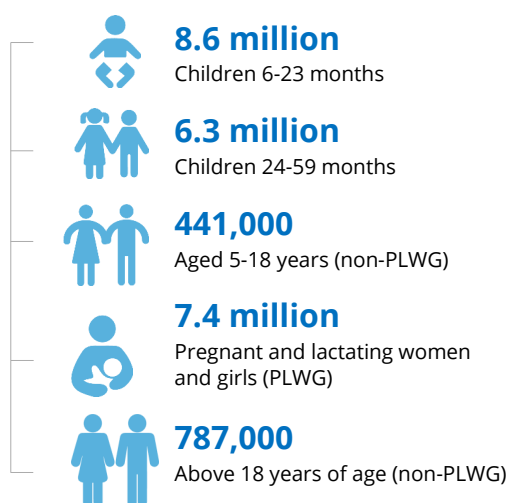 8.6 million
Children 6-23 months
6.3 million
Children 24-59 months
441,000
Aged 5-18 years (non-PLWG)
7.4 million
Pregnant and lactating women
and girls (PLWG)
787,000
Above 18 years of age (non-PLWG)